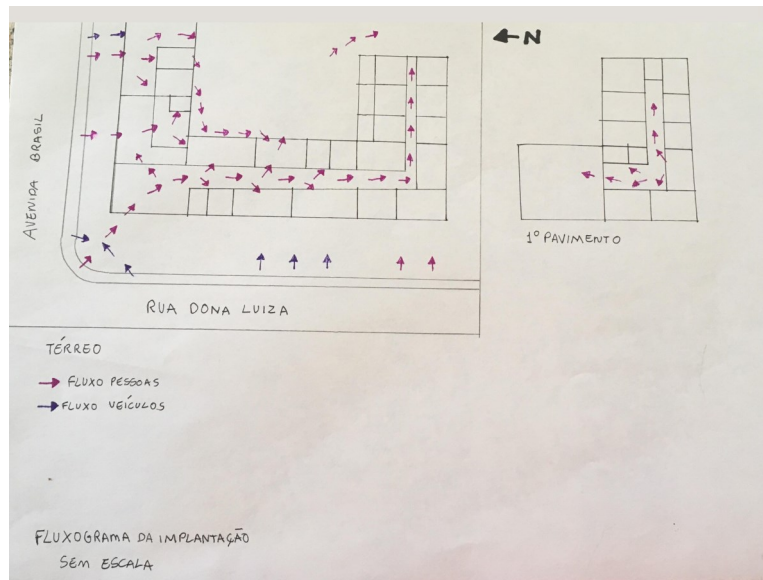 N
AVENIDA BRASIL
1º PAVIMENTO
RUA DONA LUIZA
TÉRREO
FLUXO PESSOAS
FLUXO VEÍCULOS
FLUXOGRAMA DA IMPLANTAÇÃO
SEM ESCALA